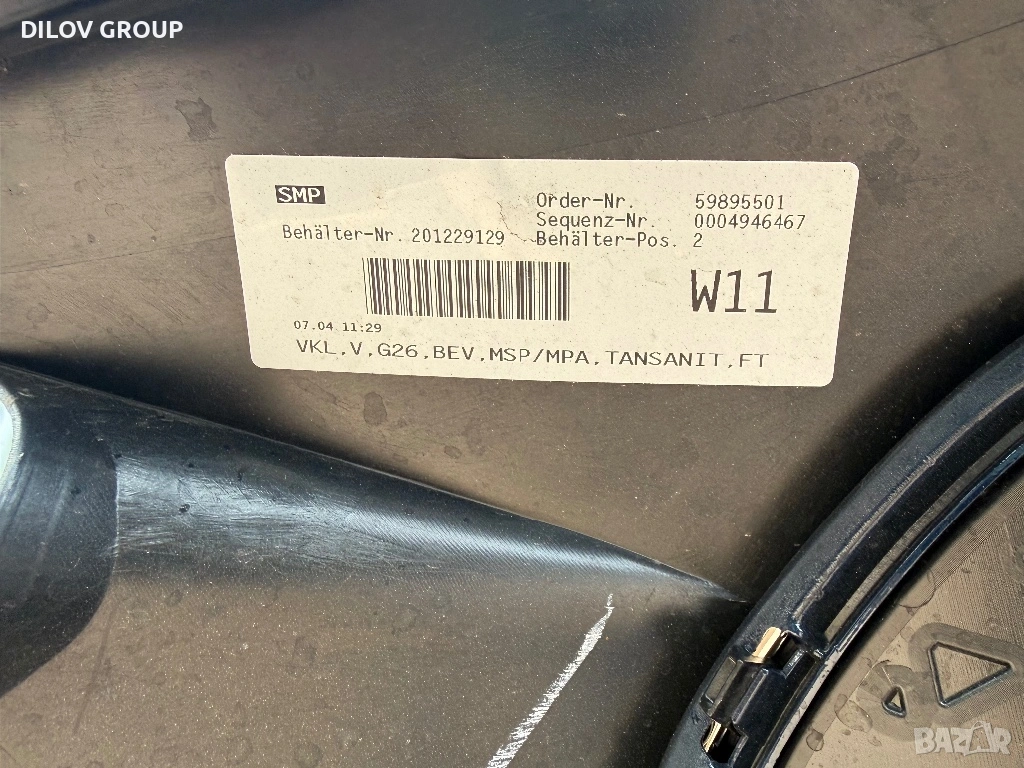 DILOV GROUP
SMP
Order-Nr. 59895501
Sequenz-Nr. 0004946467
Behälter-Nr. 201229129 Behälter-Pos. 2
W11
07.04 11:29
VKL,V,G26,BEV,MSP/MPA,TANSANIT,FT
BAZAR